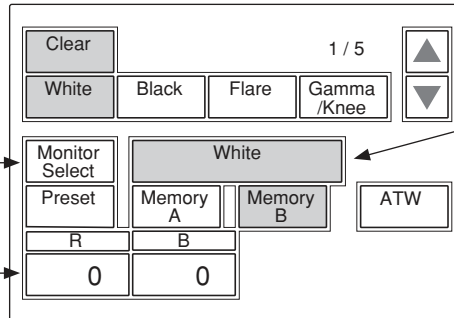 Clear
1 / 5
White
Black
Flare
Gamma
/Knee
Monitor
Select
White
Preset
Memory
A
Memory
B
ATW
R
B
0
0